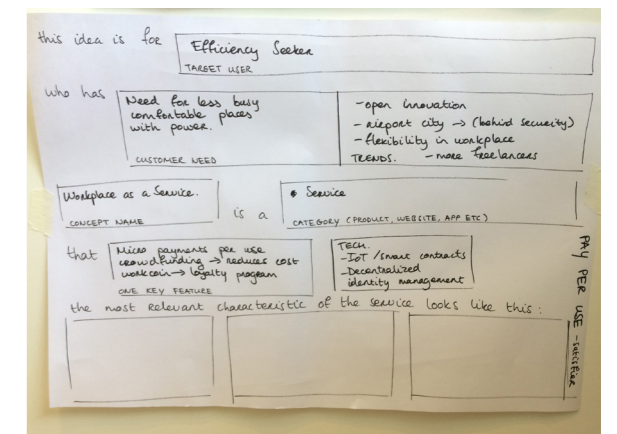 this idea is for
Efficiency Seeker
TARGET USER
who has
Need for less busy
comfortable places
with power.
CUSTOMER NEED
-open innovation
- airport city → (behind security)
- flexibility in workplace
TRENDS. - more freelancers
Workplace as a Service.
CONCEPT NAME
is a
• Service
CATEGORY (PRODUCT, WEBSITE, APP ETC)
that
Micro payments per use
crowdfunding → reduces cost
workcoin → loyalty program
ONE KEY FEATURE
TECH.
-IoT /smart contracts
-Decentralized
identity management
PAY PER USE -satisfier
the most relevant characteristic of the service looks like this: